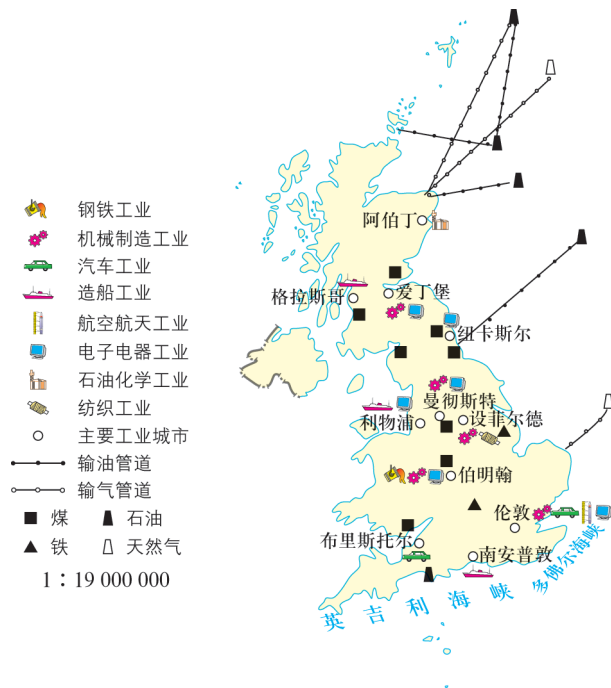 钢铁工业
机械制造工业
汽车工业
造船工业
航空航天工业
电子电器工业
石油化学工业
纺织工业
主要工业城市
输油管道
输气管道
煤 石油
铁 天然气
1：19 000 000
阿伯丁
格拉斯哥
爱丁堡
纽卡斯尔
曼彻斯特
利物浦
设菲尔德
伯明翰
伦敦
布里斯托尔
南安普敦
多佛尔海峡
英吉利海峡